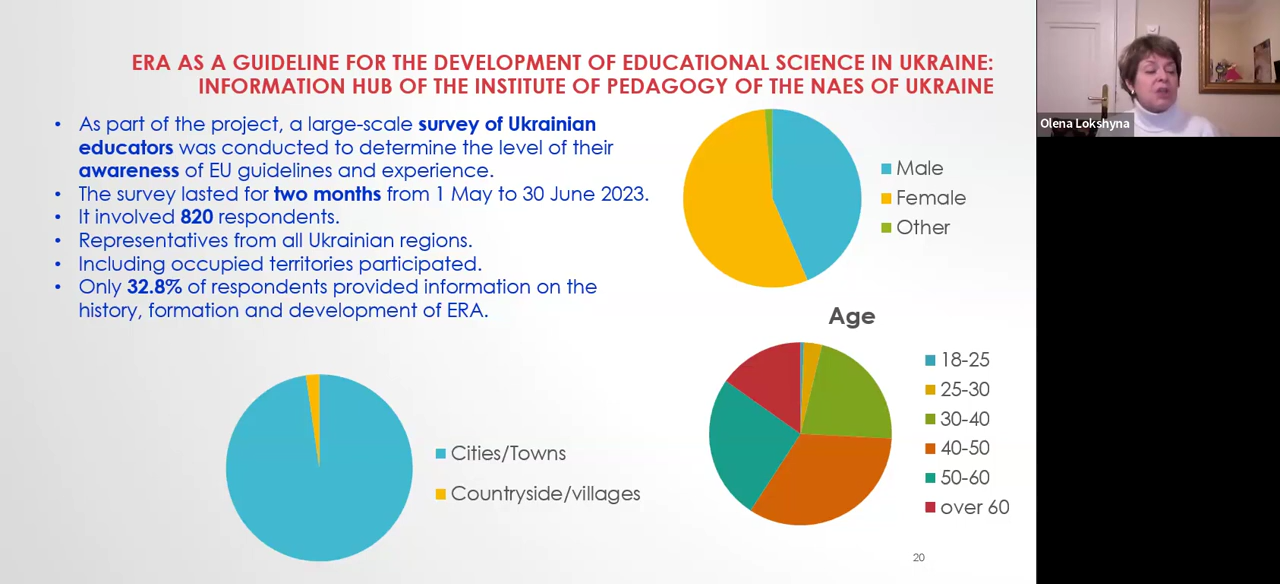 ERA AS A GUIDELINE FOR THE DEVELOPMENT OF EDUCATIONAL SCIENCE IN UKRAINE:
INFORMATION HUB OF THE INSTITUTE OF PEDAGOGY OF THE NAES OF UKRAINE
• As part of the project, a large-scale survey of Ukrainian
educators was conducted to determine the level of their
awareness of EU guidelines and experience.
• The survey lasted for two months from 1 May to 30 June 2023.
• It involved 820 respondents.
• Representatives from all Ukrainian regions.
• Including occupied territories participated.
• Only 32.8% of respondents provided information on the
history, formation and development of ERA.
Male
Female
Other
Age
18-25
25-30
30-40
40-50
50-60
over 60
Cities/Towns
Countryside/villages
20
Olena Lokshyna